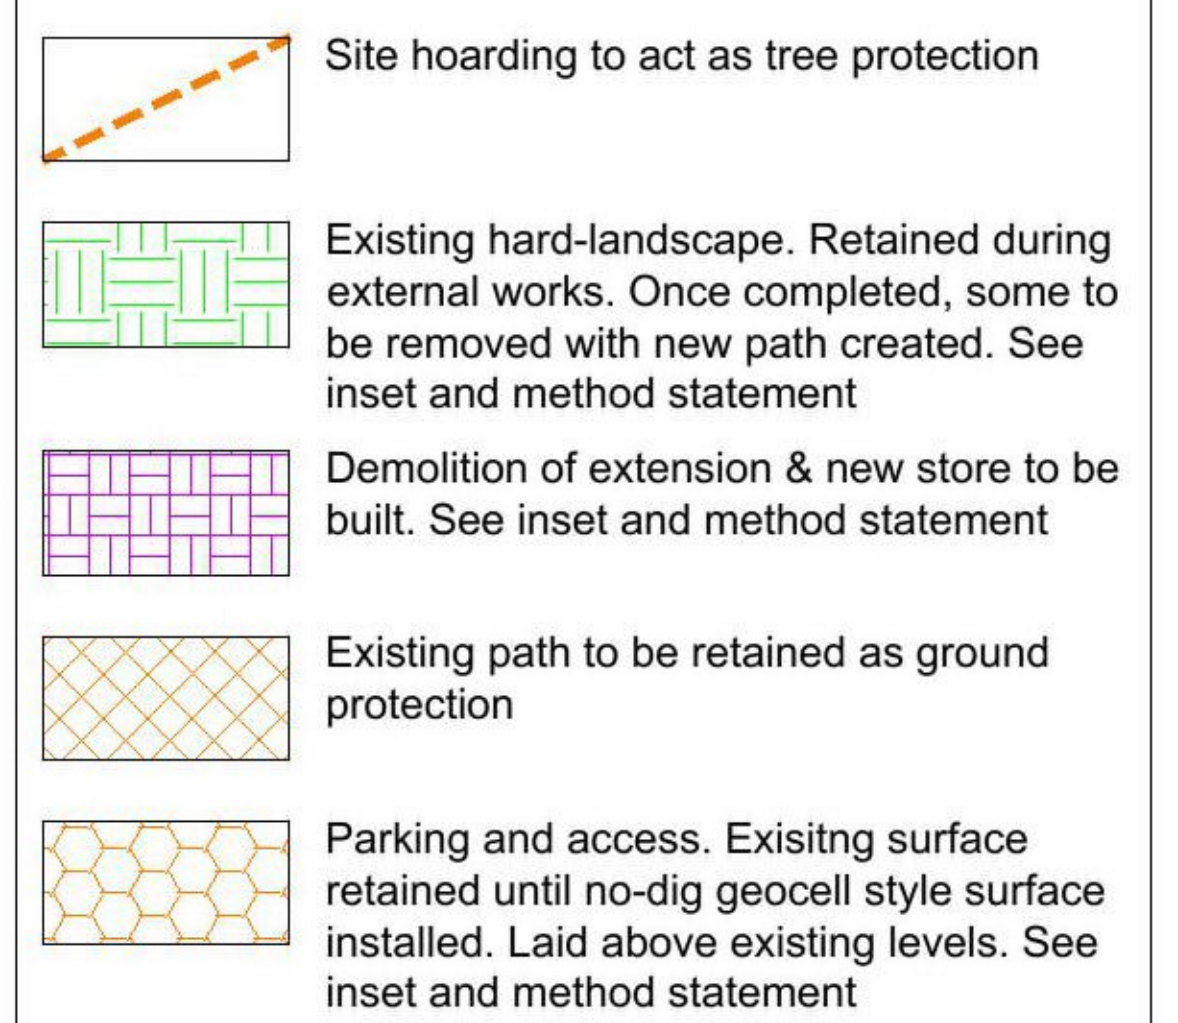 Site hoarding to act as tree protection
Existing hard-landscape. Retained during
external works. Once completed, some to
be removed with new path created. See
inset and method statement
Demolition of extension & new store to be
built. See inset and method statement
Existing path to be retained as ground
protection
Parking and access. Exisitng surface
retained until no-dig geocell style surface
installed. Laid above existing levels. See
inset and method statement